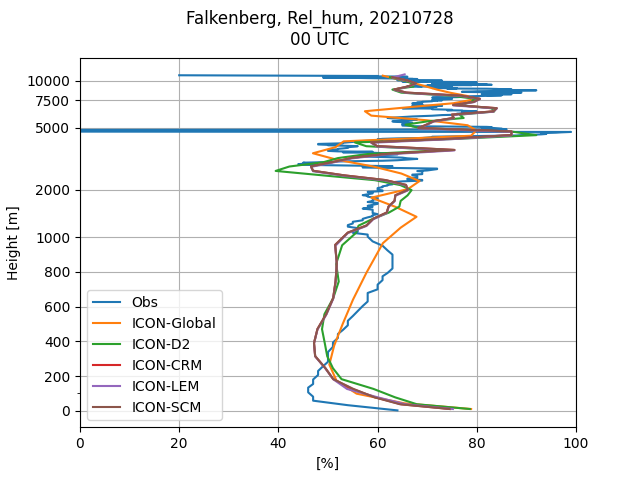 Falkenberg, Rel_hum, 20210728
00 UTC
Height [m]
10000
7500
5000
2000
1000
800
600
400
200
0
Obs
ICON-Global
ICON-D2
ICON-CRM
ICON-LEM
ICON-SCM
0 20 40 60 80 100
[%]